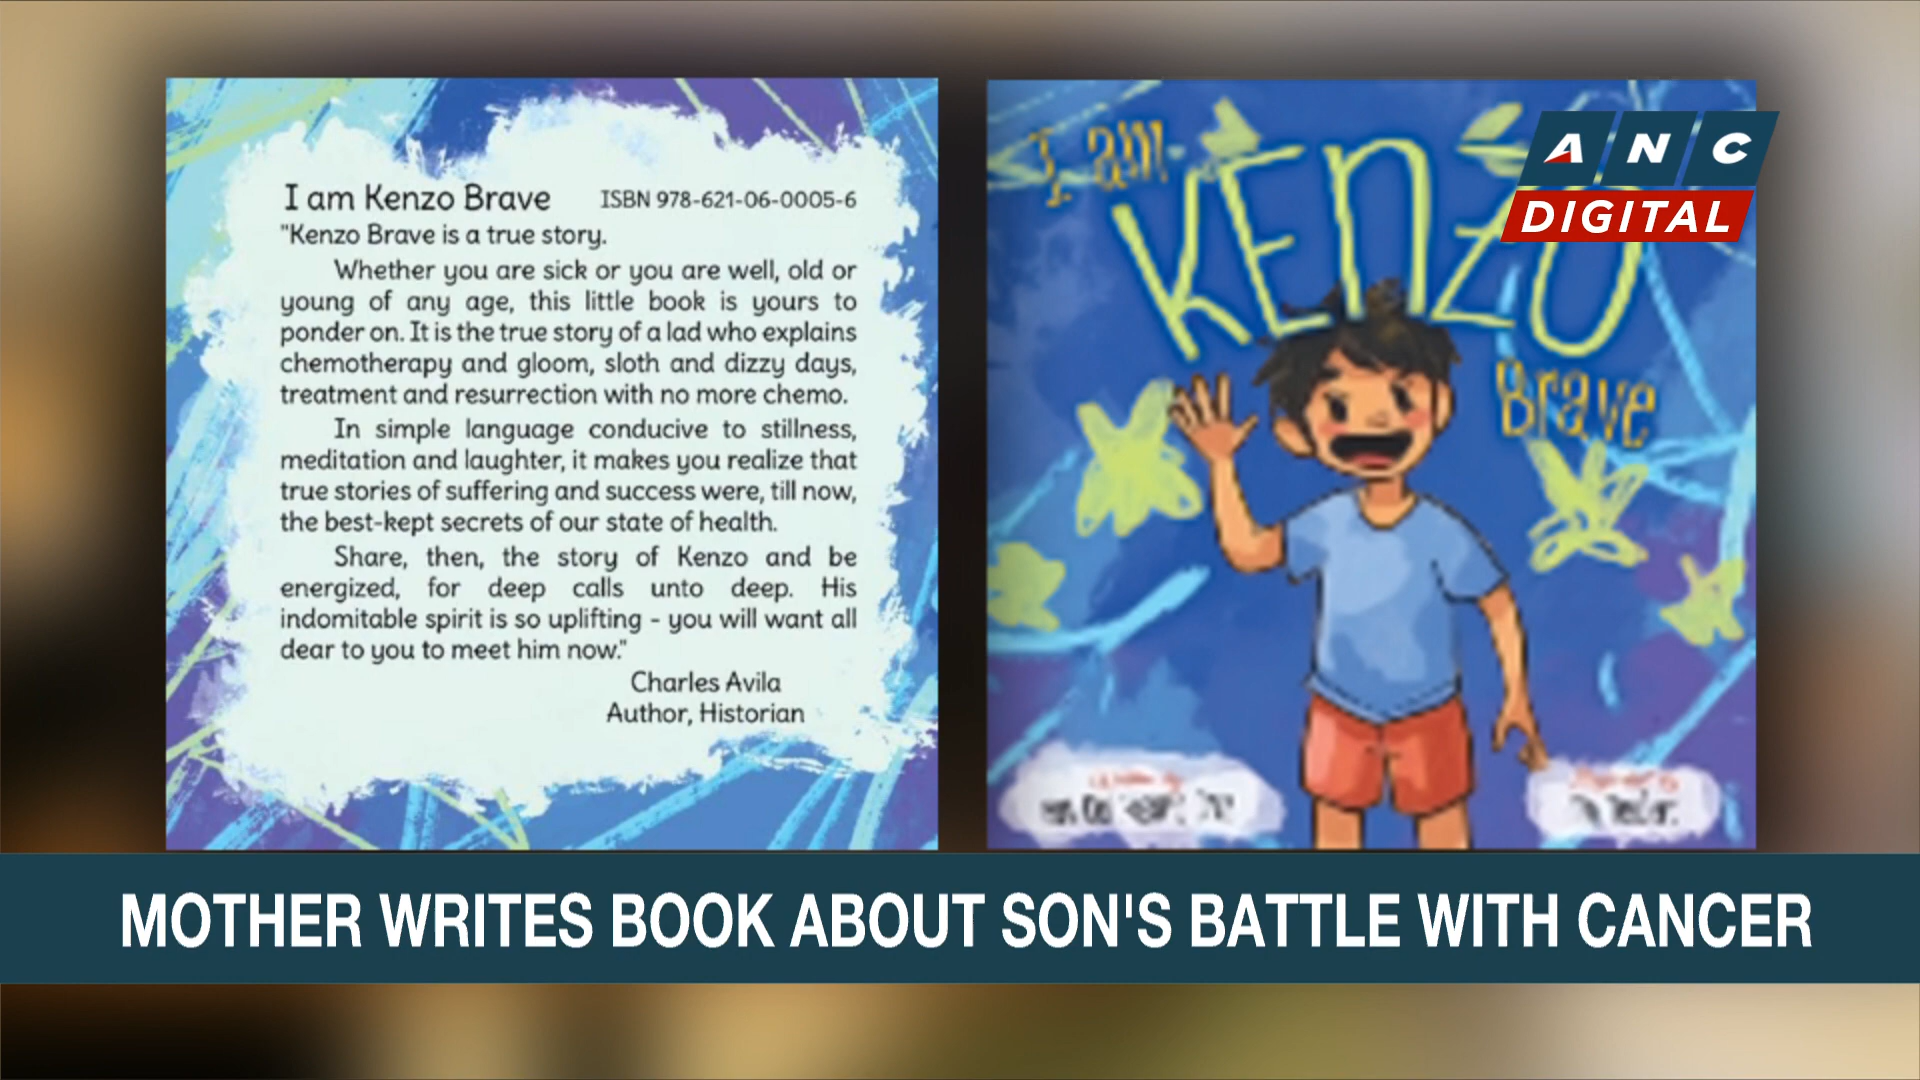 I am Kenzo Brave ISBN 978-621-06-0005-6
"Kenzo Brave is a true story.
Whether you are sick or you are well, old or
young of any age, this little book is yours to
ponder on. It is the true story of a lad who explains
chemotherapy and gloom, sloth and dizzy days,
treatment and resurrection with no more chemo.
In simple language conducive to stillness,
meditation and laughter, it makes you realize that
true stories of suffering and success were, till now,
the best-kept secrets of our state of health.
Share, then, the story of Kenzo and be
energized, for deep calls unto deep. His
indomitable spirit is so uplifting - you will want all
dear to you to meet him now."
Charles Avila
Author, Historian
I am
KENZO
Brave
ANC
DIGITAL
MOTHER WRITES BOOK ABOUT SON'S BATTLE WITH CANCER